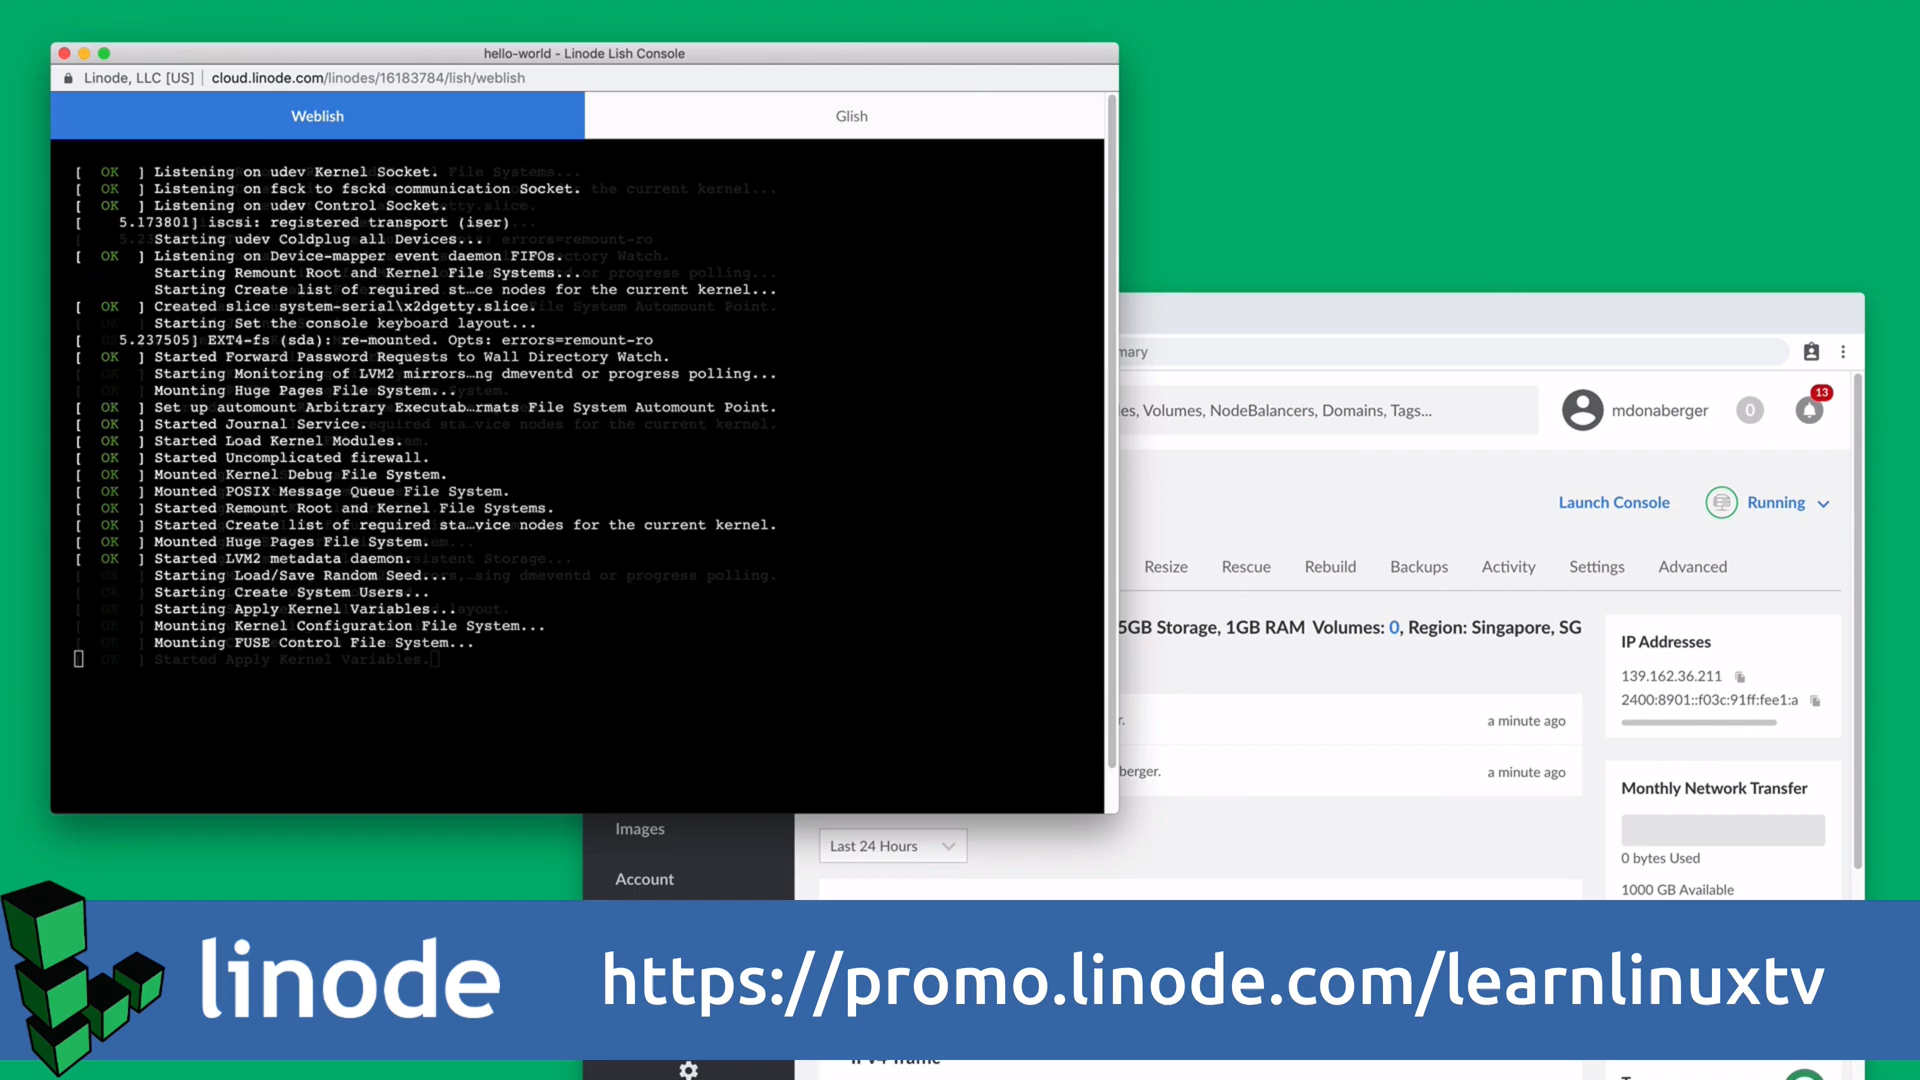 hello-world - Linode Lish Console
Linode, LLC [US] | cloud.linode.com/linodes/16183784/lish/weblish
Weblish
Glish
[  OK  ] Listening on udev Kernel Socket.
[  OK  ] Listening on fsck to fsckd communication Socket.
[  OK  ] Listening on udev Control Socket.
[    5.173801] iscsi: registered transport (iser)
Starting udev Coldplug all Devices...
[  OK  ] Listening on Device-mapper event daemon FIFOs.
Starting Remount Root and Kernel File Systems...
Starting Create list of required st…ce nodes for the current kernel...
[  OK  ] Created slice system-serial\x2dgetty.slice.
Starting Set the console keyboard layout...
[    5.237505] EXT4-fs (sda): re-mounted. Opts: errors=remount-ro
[  OK  ] Started Forward Password Requests to Wall Directory Watch.
Starting Monitoring of LVM2 mirrors…ng dmeventd or progress polling...
Mounting Huge Pages File System...
[  OK  ] Set up automount Arbitrary Executab…rmats File System Automount Point.
[  OK  ] Started Journal Service.
[  OK  ] Started Load Kernel Modules.
[  OK  ] Started Uncomplicated firewall.
[  OK  ] Mounted Kernel Debug File System.
[  OK  ] Mounted POSIX Message Queue File System.
[  OK  ] Started Remount Root and Kernel File Systems.
[  OK  ] Started Create list of required sta…vice nodes for the current kernel.
[  OK  ] Mounted Huge Pages File System.
[  OK  ] Started LVM2 metadata daemon.
Starting Load/Save Random Seed...
Starting Create System Users...
Starting Apply Kernel Variables...
Mounting Kernel Configuration File System...
Mounting FUSE Control File System...
OK ] Started Apply Kernel Variables.
mary
es, Volumes, NodeBalancers, Domains, Tags...
mdonaberger
0
13
Launch Console
Running
Resize
Rescue
Rebuild
Backups
Activity
Settings
Advanced
5GB Storage, 1GB RAM Volumes: 0, Region: Singapore, SG
IP Addresses
139.162.36.211
2400:8901::f03c:91ff:fee1:a
r.
a minute ago
berger.
a minute ago
Monthly Network Transfer
0 bytes Used
1000 GB Available
Images
Account
Last 24 Hours
linode
https://promo.linode.com/learnlinuxtv